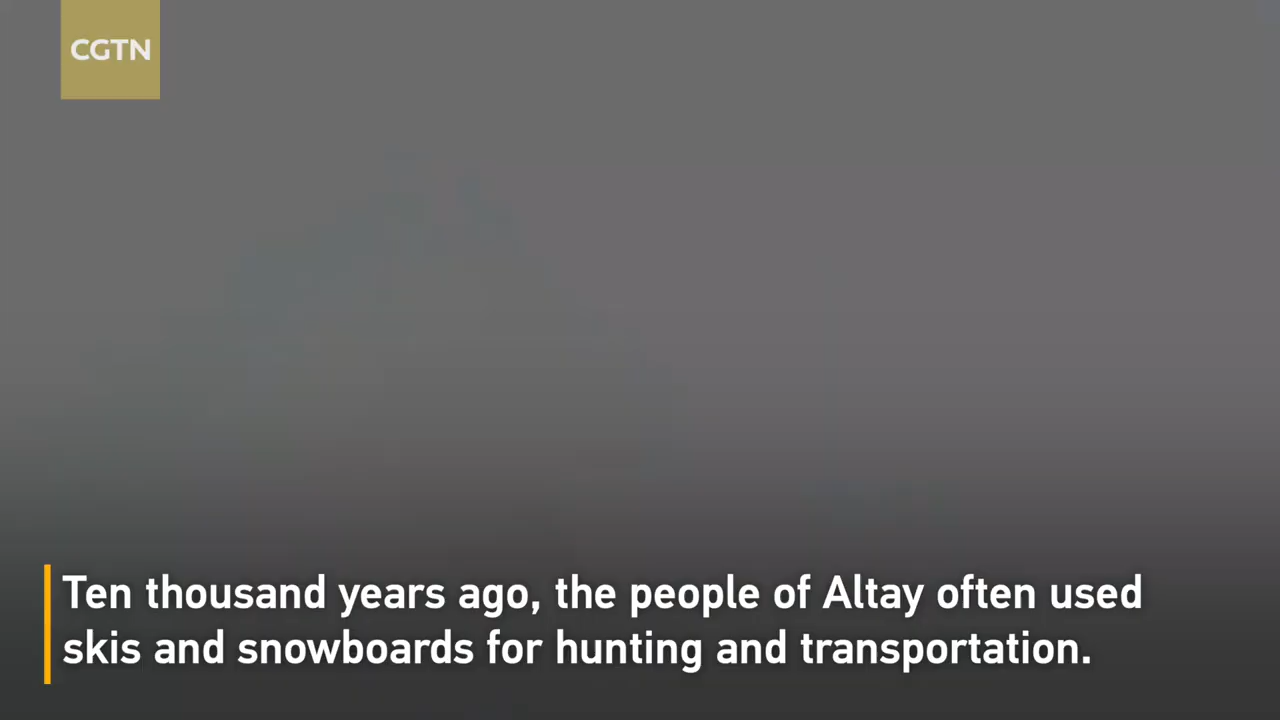 CGTN
Ten thousand years ago, the people of Altay often used
skis and snowboards for hunting and transportation.